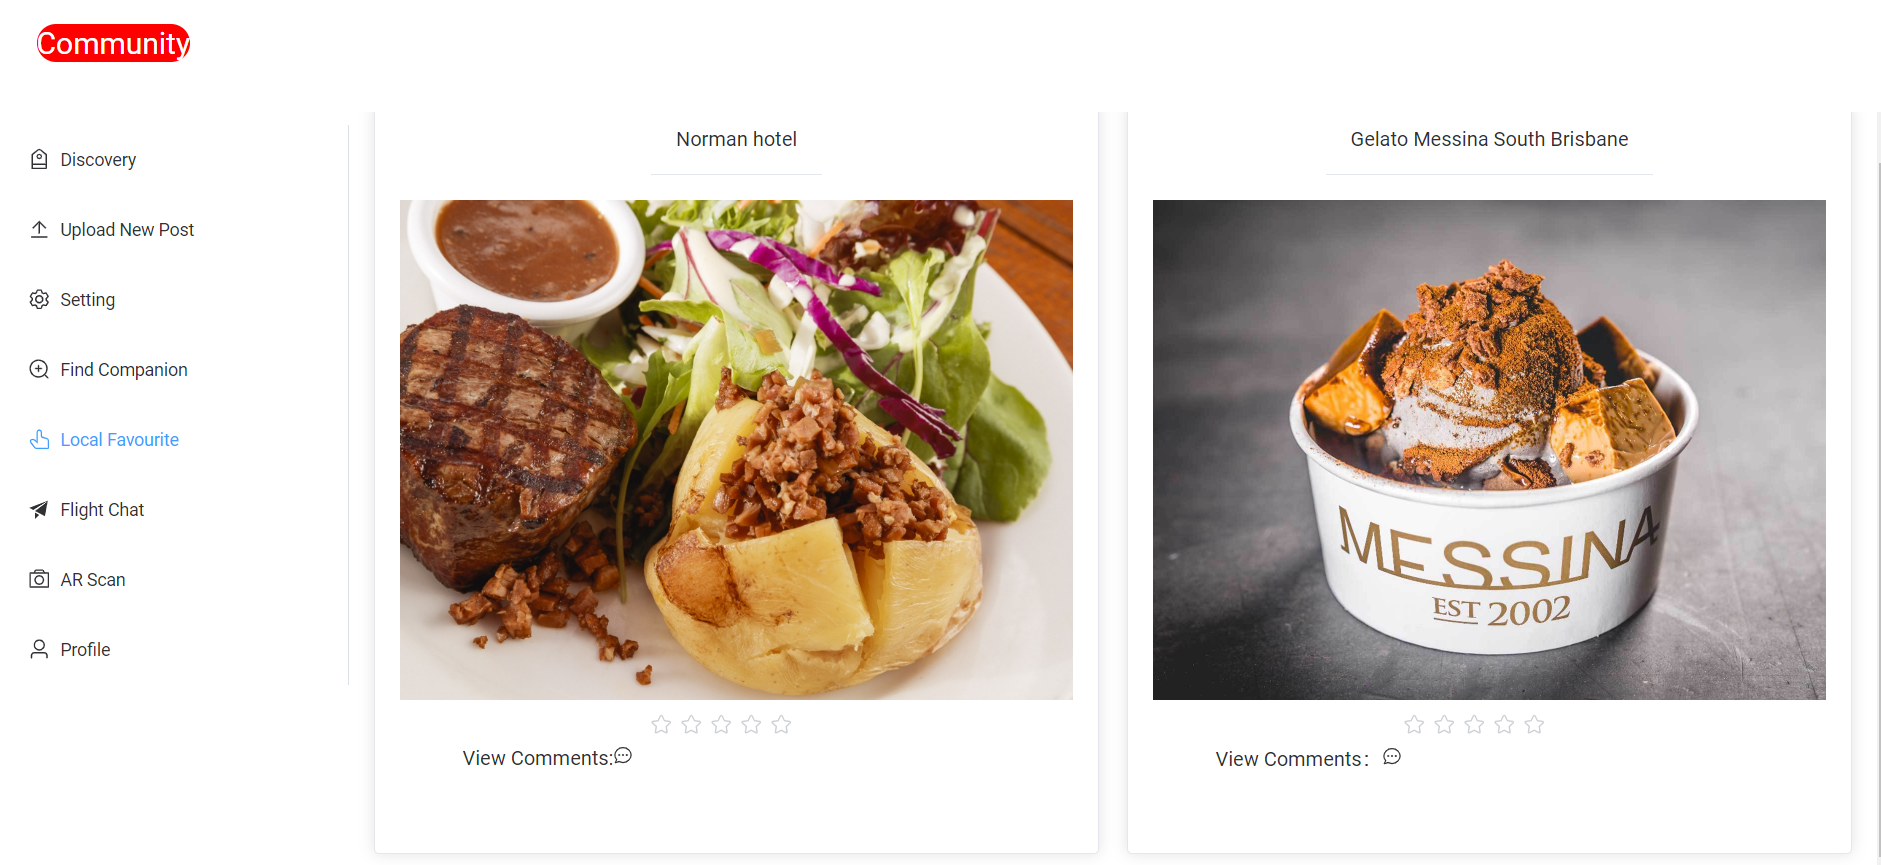 Community
Discovery
Upload New Post
Setting
Find Companion
Local Favourite
Flight Chat
AR Scan
Profile
Norman hotel
View Comments:
Gelato Messina South Brisbane
MESSINA
EST 2002
View Comments：